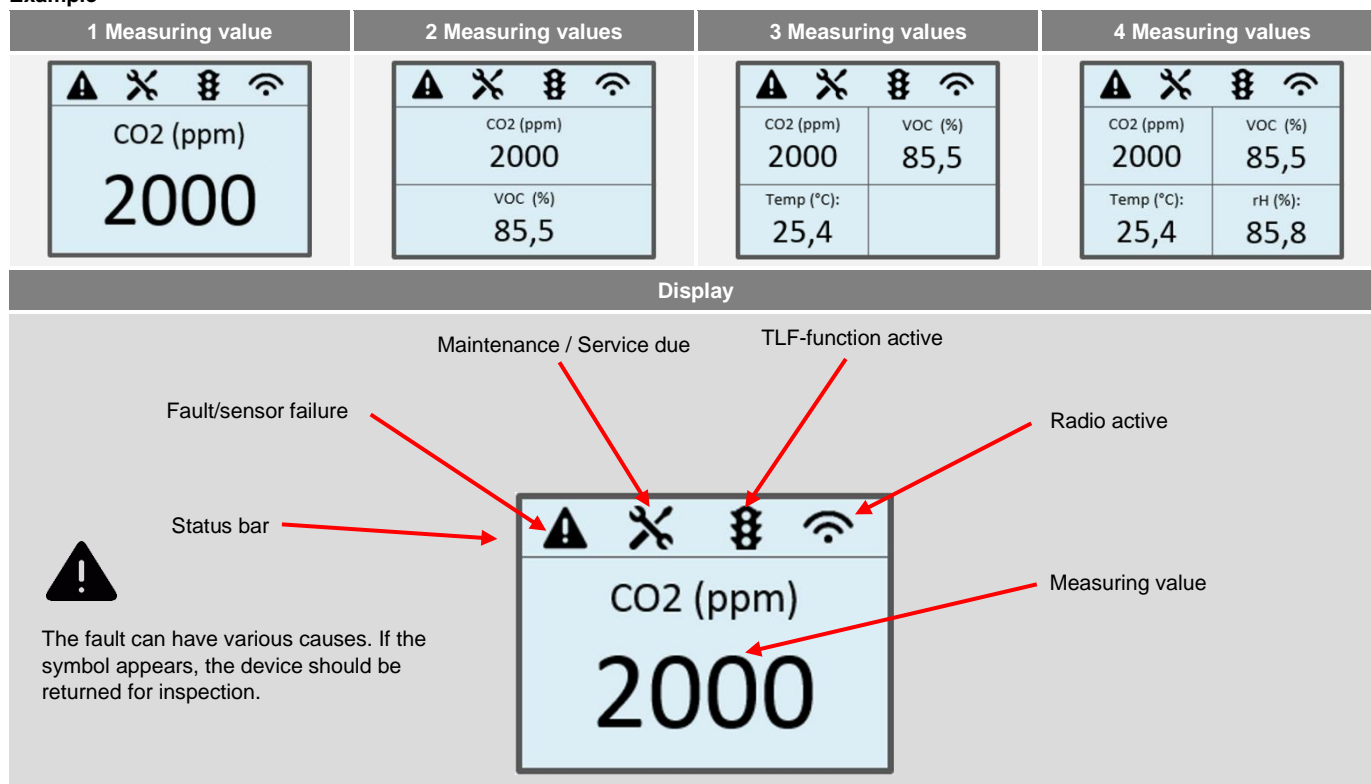 Example
1 Measuring value
2 Measuring values
3 Measuring values
4 Measuring values
CO2 (ppm)
2000
CO2 (ppm)
2000
VOC (%)
85,5
CO2 (ppm)
2000
VOC (%)
85,5
Temp (°C):
25,4
CO2 (ppm)
2000
VOC (%)
85,5
Temp (°C):
25,4
rH (%):
85,8
Display
Maintenance / Service due
TLF-function active
Fault/sensor failure
Radio active
Status bar
CO2 (ppm)
2000
Measuring value
The fault can have various causes. If the
symbol appears, the device should be
returned for inspection.